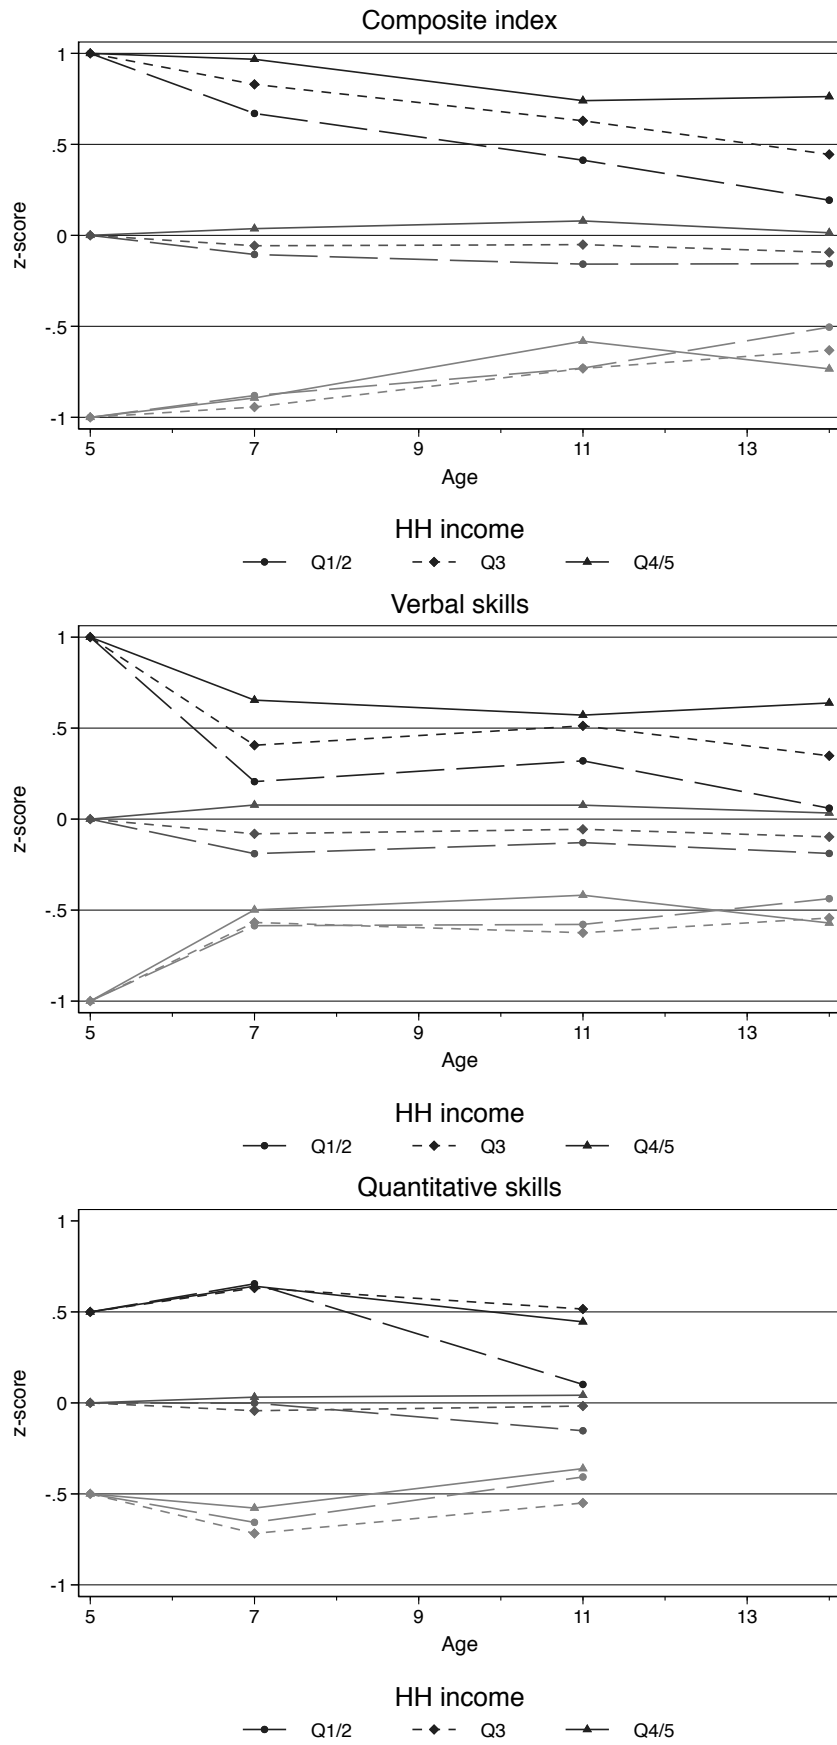 Composite index
1
.5
0
-.5
-1
z-score
5 7 9 11 13
Age
HH income
Q1/2 Q3 Q4/5
Verbal skills
1
.5
0
-.5
-1
z-score
5 7 9 11 13
Age
HH income
Q1/2 Q3 Q4/5
Quantitative skills
1
.5
0
-.5
-1
z-score
5 7 9 11 13
Age
HH income
Q1/2 Q3 Q4/5